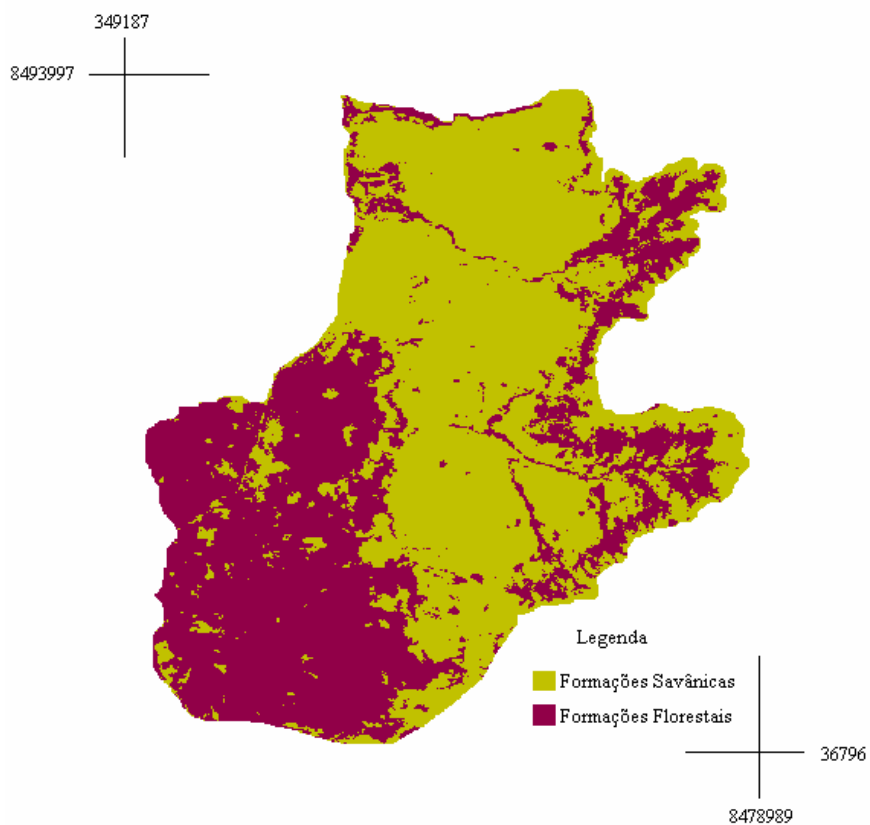 349187
8493997
Legenda
Formações Savânicas
Formações Florestais
36796
8478989